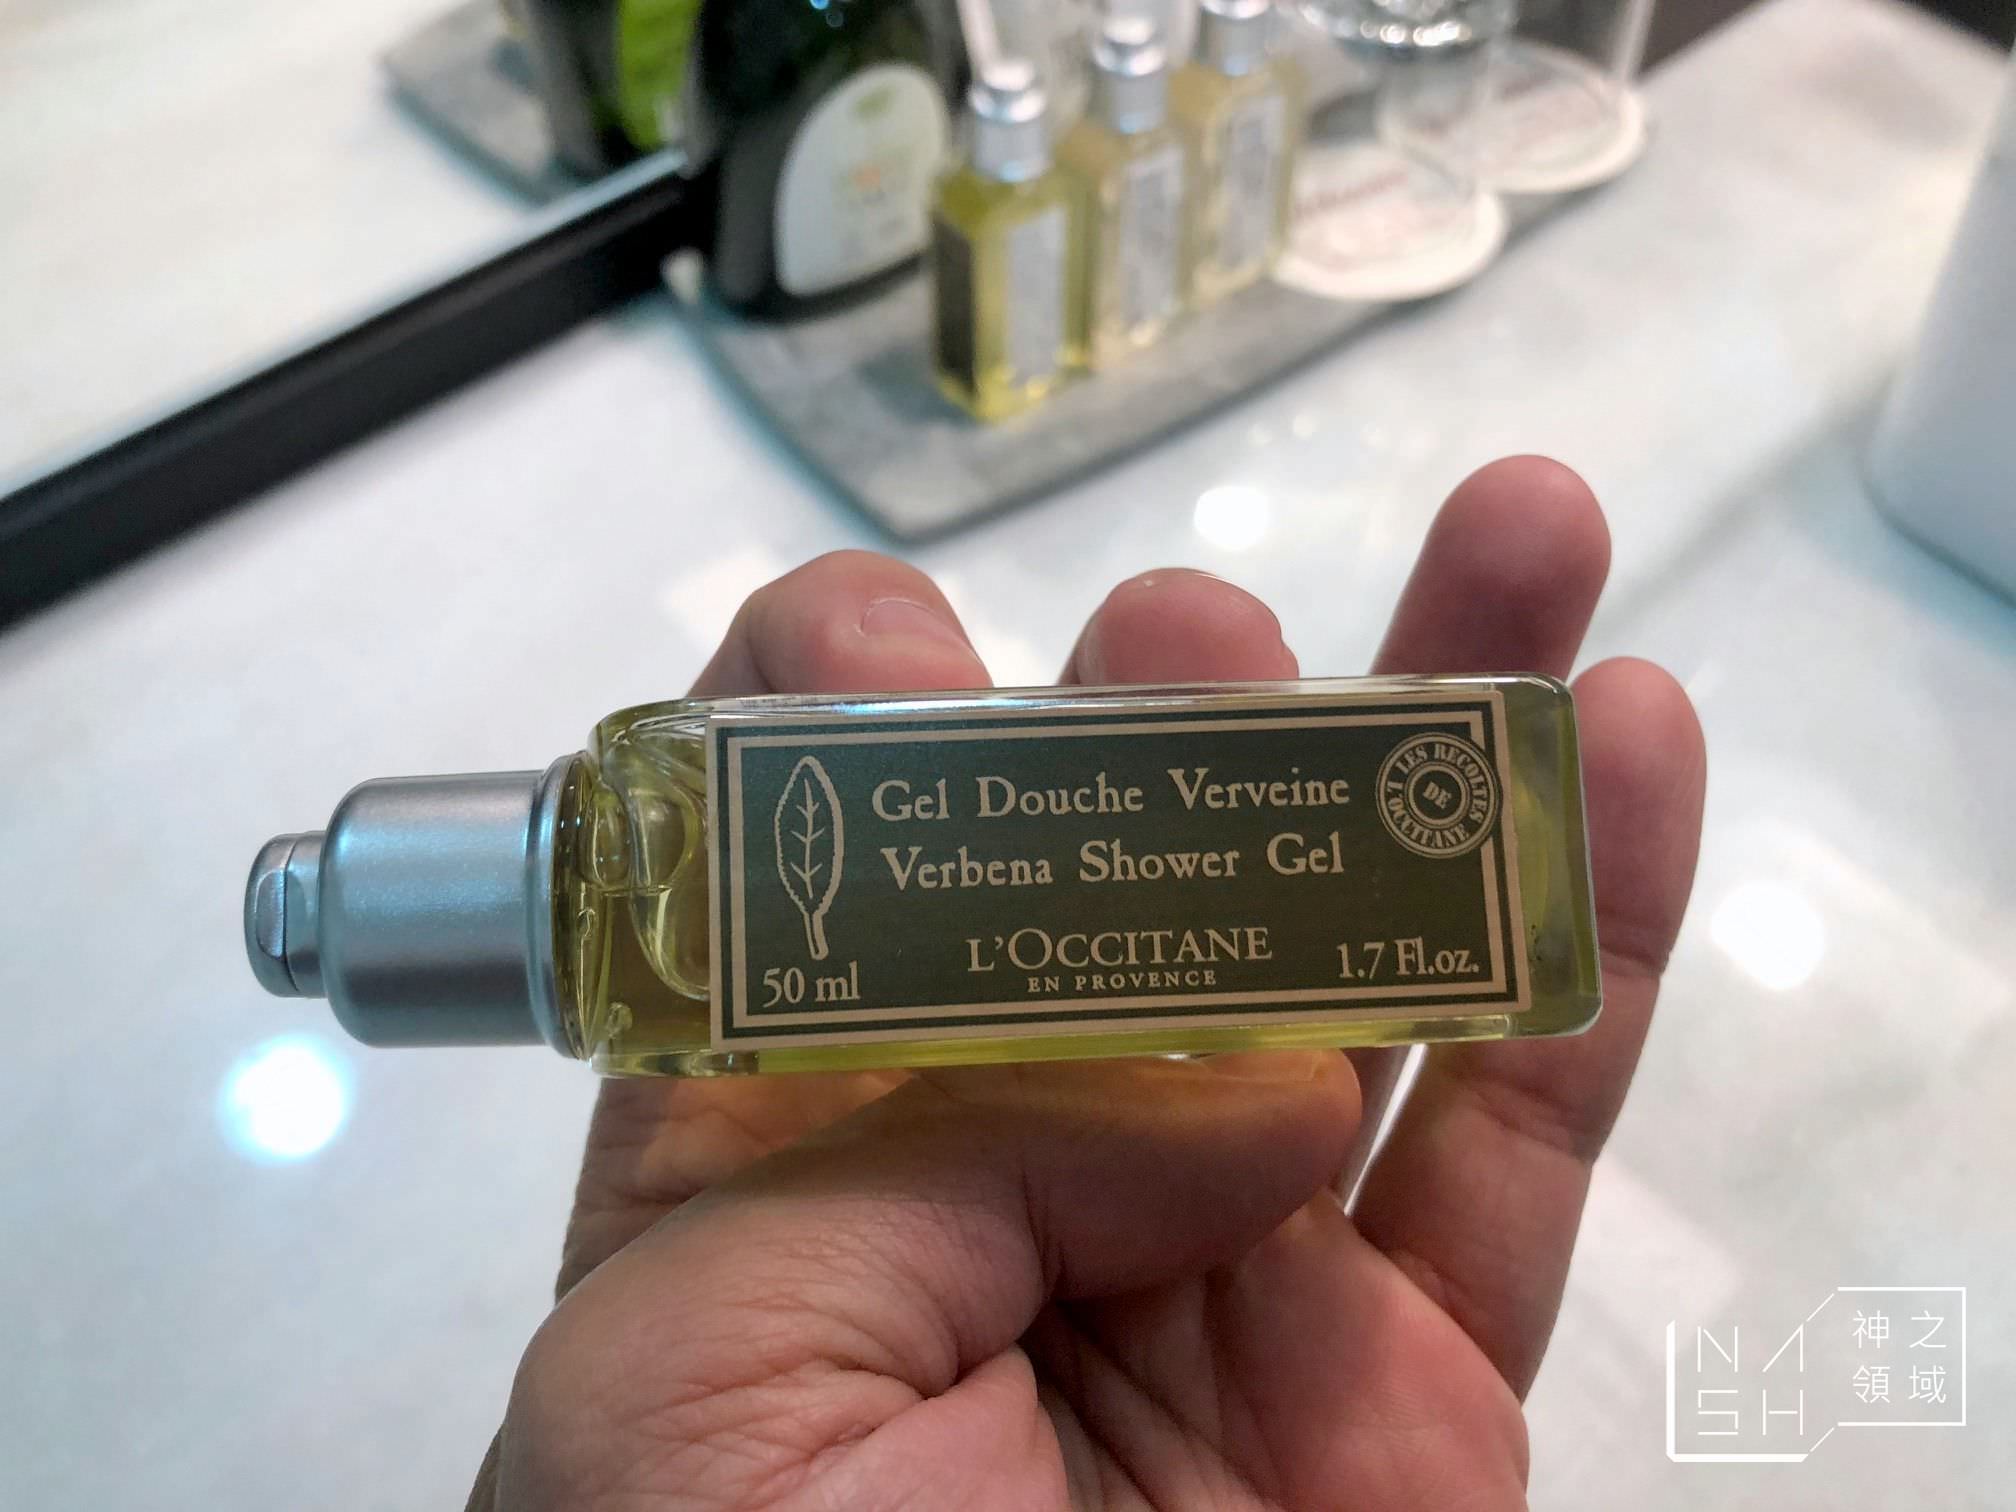 Gel Douche Verveine
Verbena Shower Gel
LES RECOLTES
DE
L'OCCITANE
L'OCCITANE
EN PROVENCE
50 ml
1.7 Fl.oz.
NASH
神之
領域